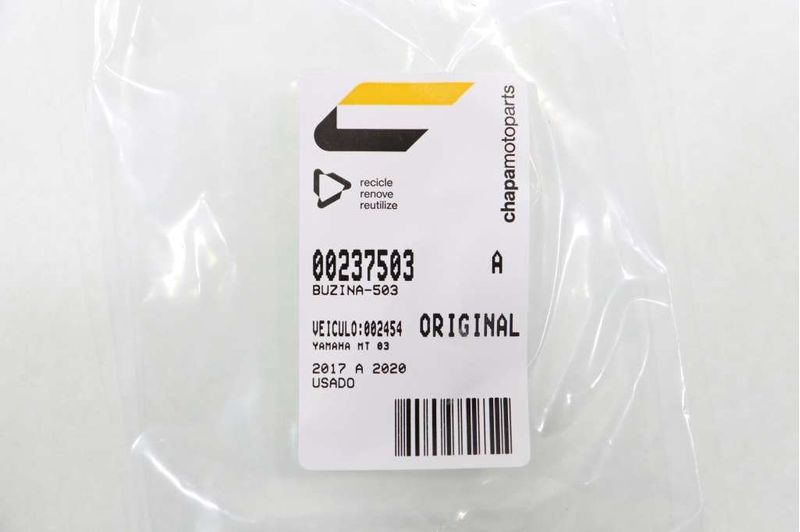 chapamotoparts
recicle
renove
reutilize
00237503 A
BUZINA-503
VEICULO:002454 ORIGINAL
YAMAHA MT 03
2017 A 2020
USADO